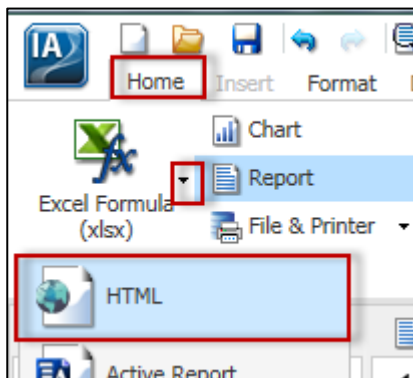 IA
Home Insert Format
Chart
Report
Excel Formula
(xlsx)
File & Printer
HTML
Active Report